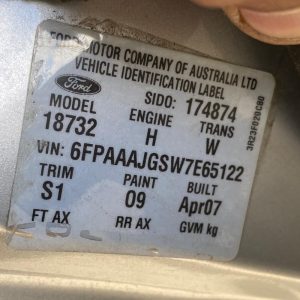 FORD MOTOR COMPANY OF AUSTRALIA LTD
VEHICLE IDENTIFICATION LABEL
Ford
SIDO: 174874
MODEL ENGINE TRANS
18732 H W
VIN: 6FPAAAJGSW7E65122
TRIM PAINT BUILT
S1 09 Apr07
FT AX RR AX GVM kg
3R23F020CB0